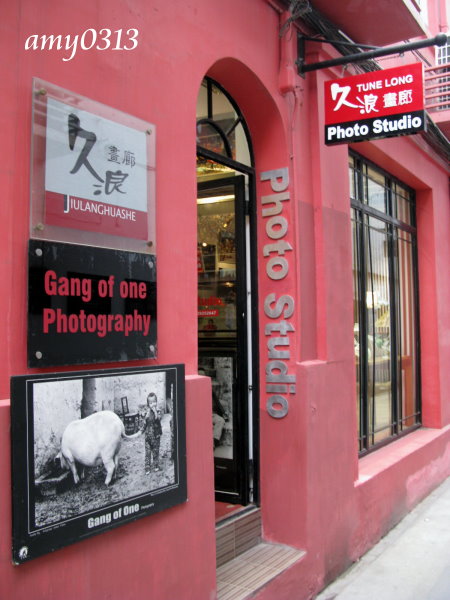 amy0313
久浪
畫廊
JIULANGHUASHE
Gang of one
Photography
Gang of One
Photo Studio
TUNE LONG
久浪畫廊
Photo Studio